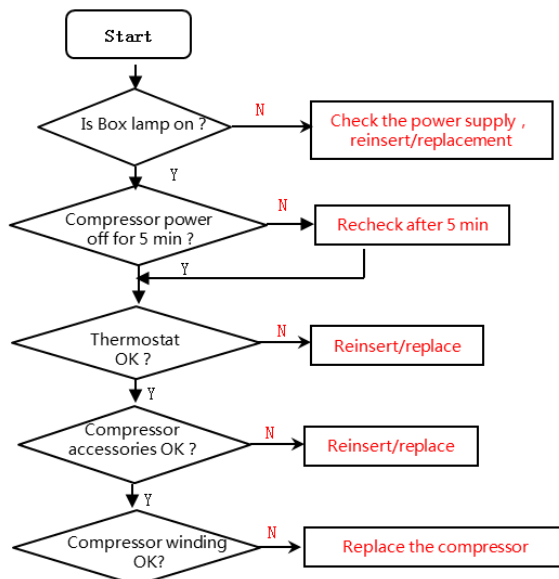 Start
Is Box lamp on ?
N
Check the power supply ,
reinsert/replacement
Y
Compressor power
off for 5 min ?
N
Recheck after 5 min
Y
Thermostat
OK ?
N
Reinsert/replace
Y
Compressor
accessories OK ?
N
Reinsert/replace
Y
Compressor winding
OK?
N
Replace the compressor